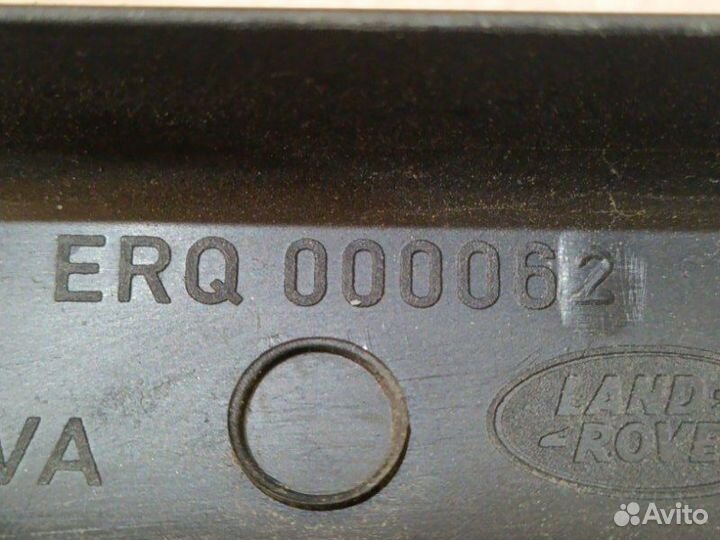 ERQ 000062
VA
LAND-
ROVE
Avito